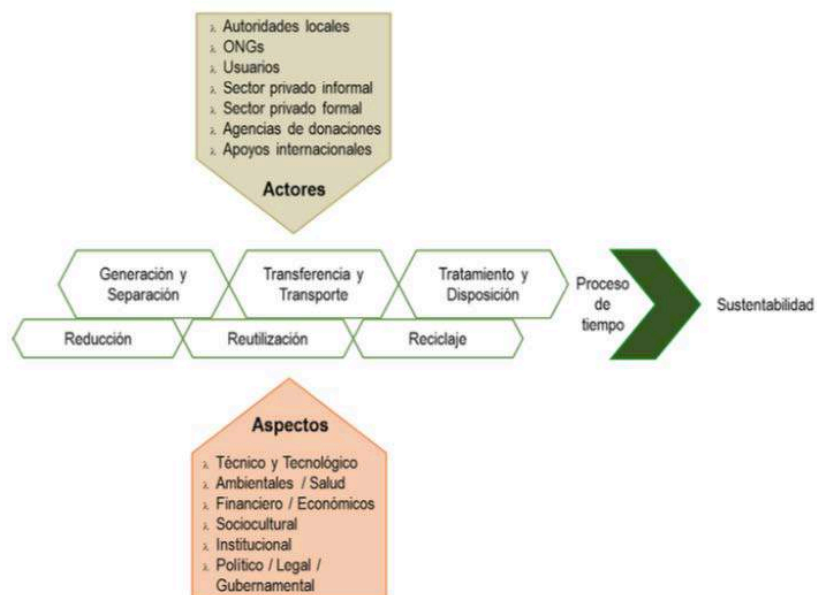 λ Autoridades locales
λ ONGs
λ Usuarios
λ Sector privado informal
λ Sector privado formal
λ Agencias de donaciones
λ Apoyos internacionales
Actores
Generación y
Separación
Transferencia y
Transporte
Tratamiento y
Disposición
Reducción
Reutilización
Reciclaje
Proceso
de
tiempo
Sustentabilidad
Aspectos
λ Técnico y Tecnológico
λ Ambientales / Salud
λ Financiero / Económicos
λ Sociocultural
λ Institucional
λ Político / Legal /
Gubernamental